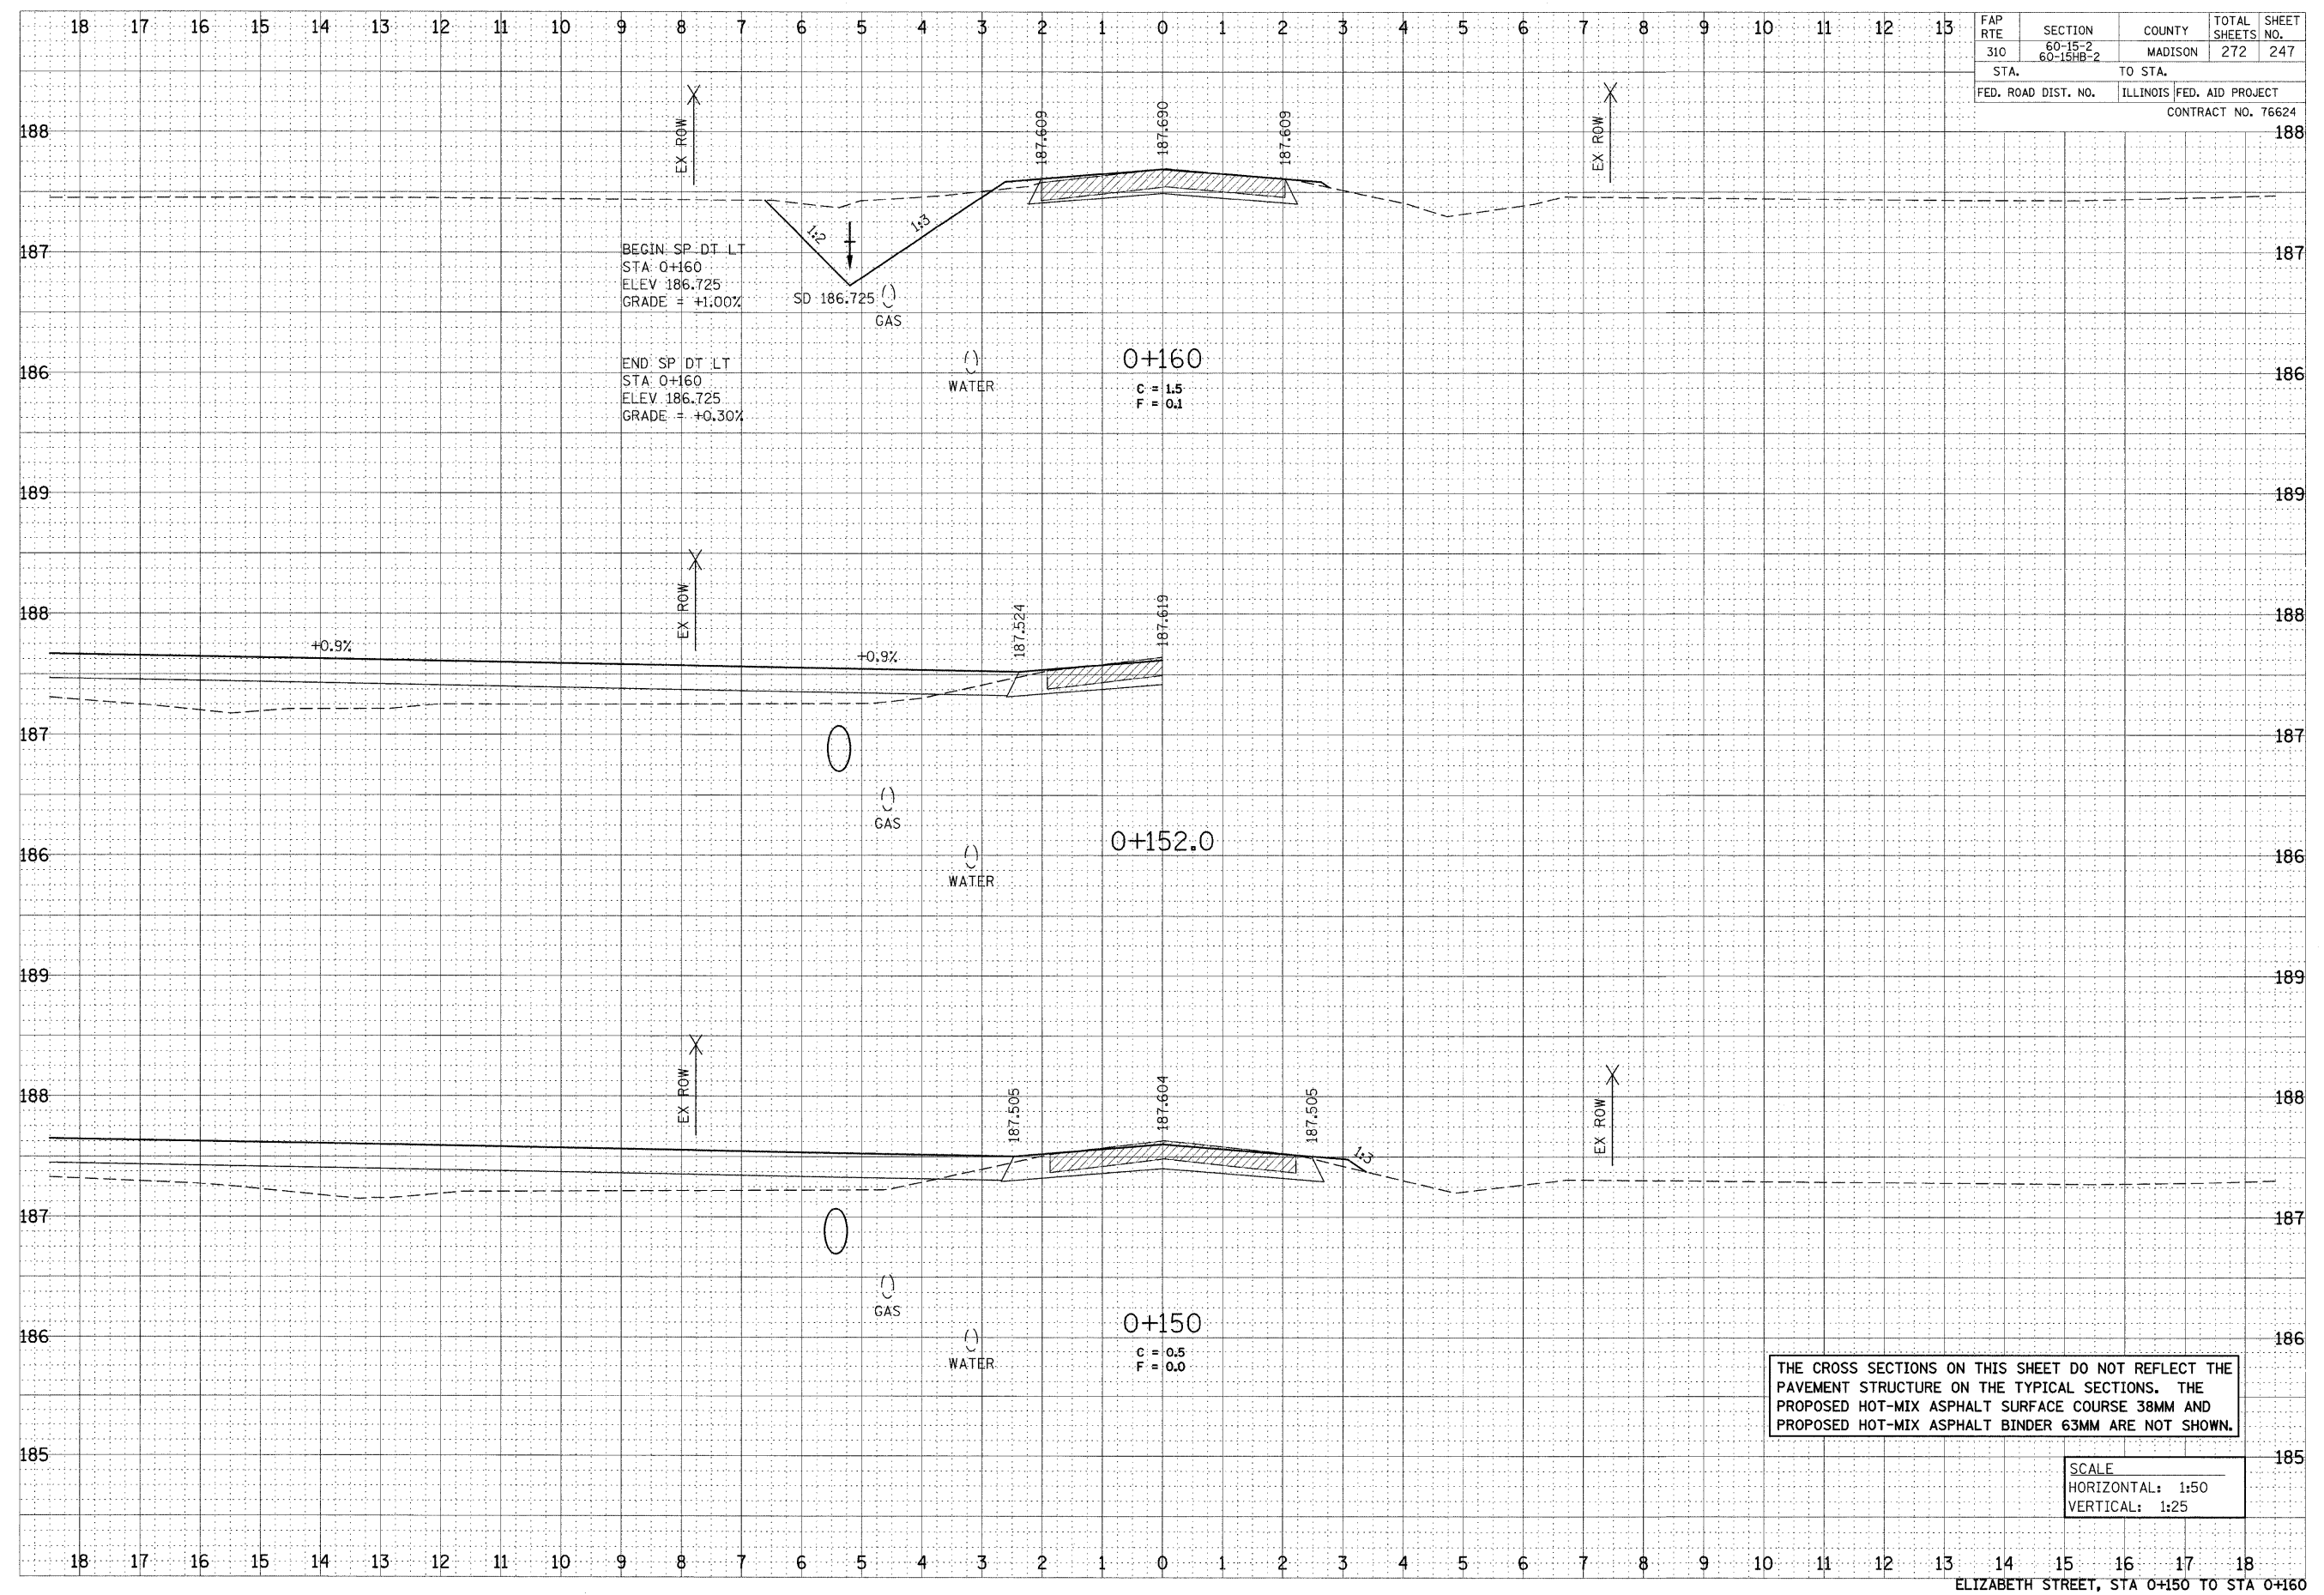 18 17 16 15 14 13 12 11 10 9 8 7 6 5 4 3 2 1 0 1 2 3 4 5 6 7 8 9 10 11 12 13
FAP RTE SECTION COUNTY TOTAL SHEETS SHEET NO.
310 60-15-2 60-15HB-2 MADISON 272 247
STA. TO STA.
FED. ROAD DIST. NO. ILLINOIS FED. AID PROJECT
CONTRACT NO. 76624
188 188
EX ROW
187.609
187.690
187.609
EX ROW
1:2
1:3
187 187
BEGIN SP DT LT
STA 0+160
ELEV 186.725
GRADE = +1.00%
SD 186.725
GAS
END SP DT LT
STA 0+160
ELEV 186.725
GRADE = +0.30%
WATER
0+160
C = 1.5
F = 0.1
186 186
189 189
EX ROW
188 188
187.524
187.619
+0.9%
+0.9%
187 187
GAS
0+152.0
186 186
WATER
189 189
EX ROW
188 188
187.505
187.604
187.505
EX ROW
1:3
187 187
GAS
0+150
186 186
WATER
C = 0.5
F = 0.0
THE CROSS SECTIONS ON THIS SHEET DO NOT REFLECT THE
PAVEMENT STRUCTURE ON THE TYPICAL SECTIONS. THE
PROPOSED HOT-MIX ASPHALT SURFACE COURSE 38MM AND
PROPOSED HOT-MIX ASPHALT BINDER 63MM ARE NOT SHOWN.
185 185
SCALE
HORIZONTAL: 1:50
VERTICAL: 1:25
18 17 16 15 14 13 12 11 10 9 8 7 6 5 4 3 2 1 0 1 2 3 4 5 6 7 8 9 10 11 12 13 14 15 16 17 18
ELIZABETH STREET, STA 0+150 TO STA 0+160